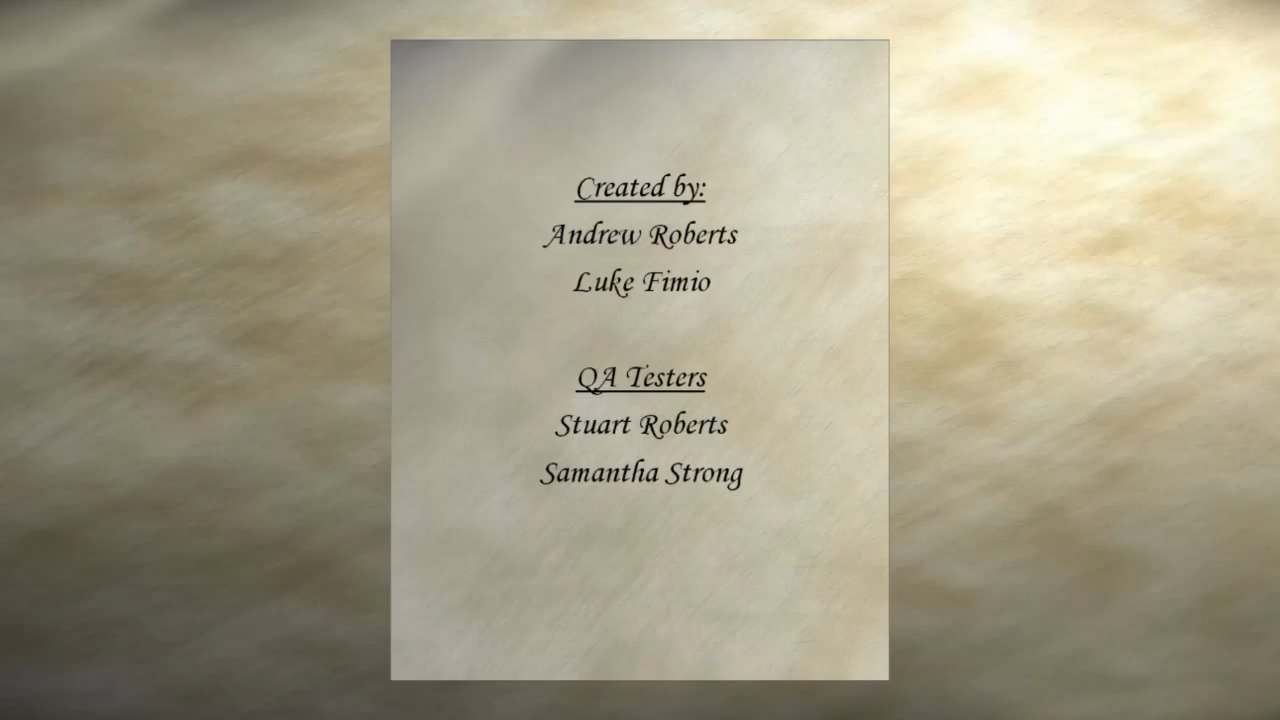 Created by:
Andrew Roberts
Luke Fimio
QA Testers
Stuart Roberts
Samantha Strong